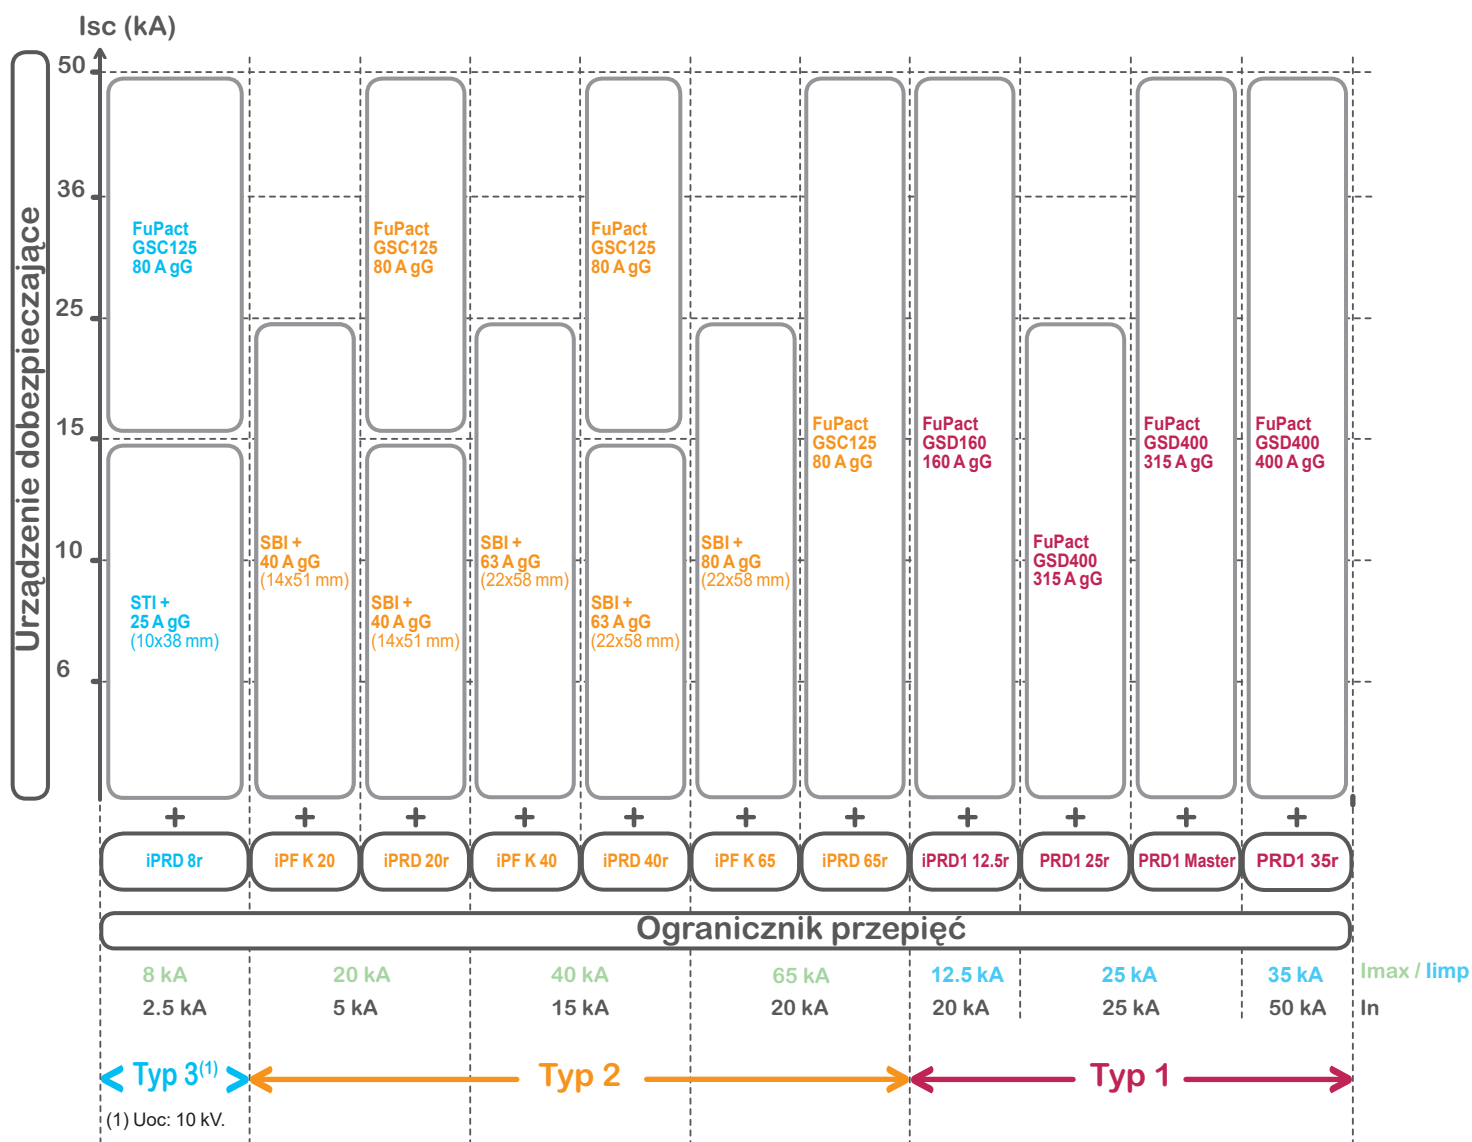 Isc (kA)
Urządzenie dobezpieczające
50
36
25
15
10
6
FuPact
GSC125
80 A gG
FuPact
GSC125
80 A gG
FuPact
GSC125
80 A gG
FuPact
GSC125
80 A gG
FuPact
GSD160
160 A gG
FuPact
GSD400
315 A gG
FuPact
GSD400
400 A gG
SBI +
40 A gG
(14x51 mm)
SBI +
63 A gG
(22x58 mm)
SBI +
80 A gG
(22x58 mm)
FuPact
GSD400
315 A gG
STI +
25 A gG
(10x38 mm)
SBI +
40 A gG
(14x51 mm)
SBI +
63 A gG
(22x58 mm)
+ + + + + + + + + + +
iPRD 8r iPF K 20 iPRD 20r iPF K 40 iPRD 40r iPF K 65 iPRD 65r iPRD1 12.5r PRD1 25r PRD1 Master PRD1 35r
Ogranicznik przepięć
8 kA 20 kA 40 kA 65 kA 12.5 kA 25 kA 35 kA Imax / Iimp
2.5 kA 5 kA 15 kA 20 kA 20 kA 25 kA 50 kA In
Typ 3(1) Typ 2 Typ 1
(1) Uoc: 10 kV.